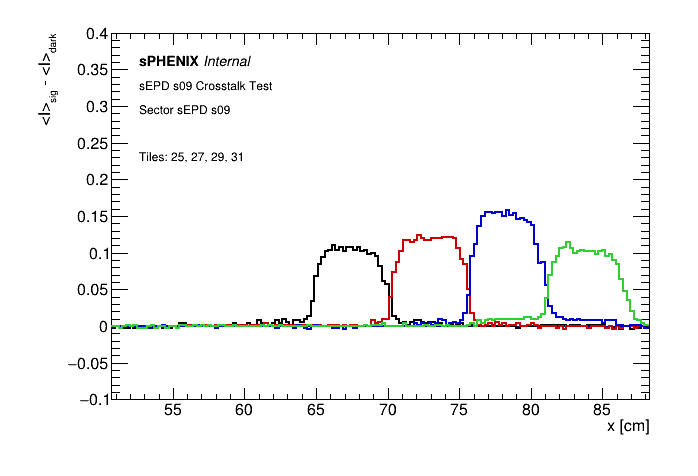 0.4
0.35
0.3
0.25
0.2
0.15
0.1
0.05
0
−0.05
−0.1
<I>sig - <I>dark
sPHENIX Internal
sEPD s09 Crosstalk Test
Sector sEPD s09
Tiles: 25, 27, 29, 31
55 60 65 70 75 80 85
x [cm]